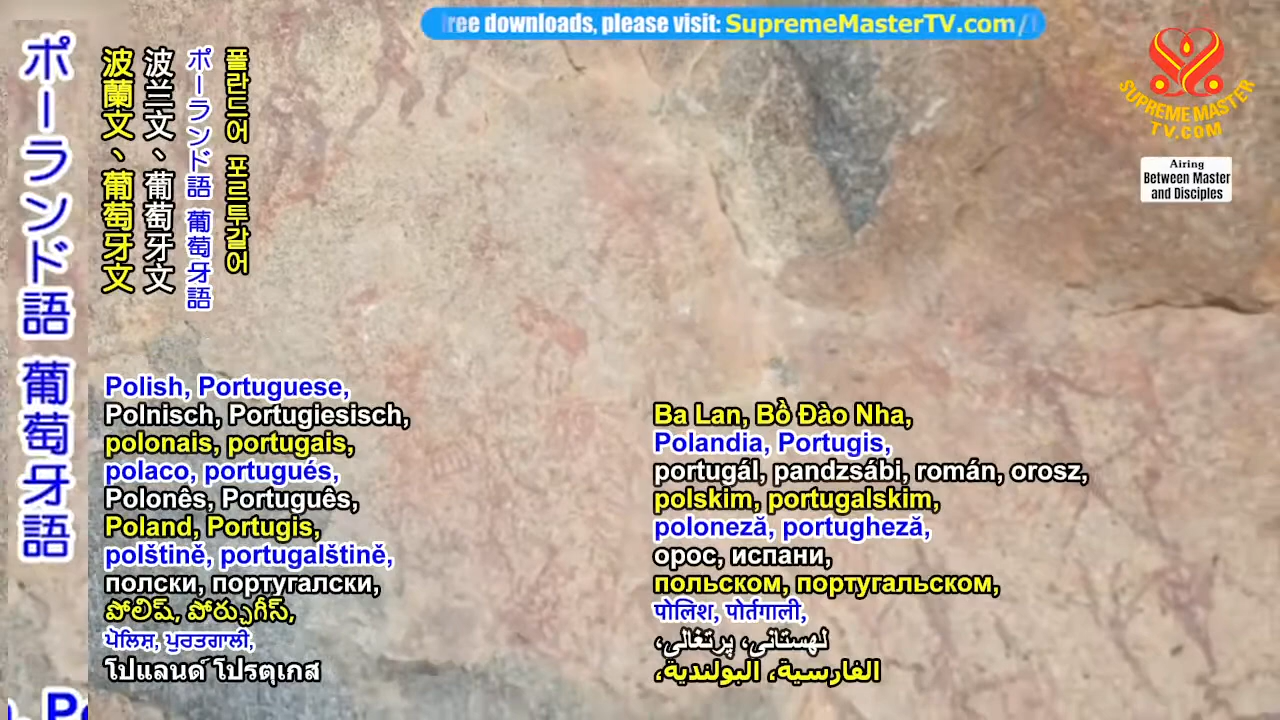 ree downloads, please visit: SupremeMasterTV.com/
SUPREME MASTER
TV.COM
Airing
Between Master
and Disciples
ポーランド語 葡萄牙語
波蘭文、葡萄牙文
波兰文、葡萄牙文
ポーランド語 葡萄牙語
폴란드어 포르투갈어
Polish, Portuguese,
Polnisch, Portugiesisch,
polonais, portugais,
polaco, portugués,
Polonês, Português,
Poland, Portugis,
polštině, portugalštině,
полски, португалски,
పోలిష్, పోర్చుగీస్,
ਪੋਲਿਸ਼, ਪੁਰਤਗਾਲੀ,
โปแลนด์ โปรตุเกส
Ba Lan, Bồ Đào Nha,
Polandia, Portugis,
portugál, pandzsábi, román, orosz,
polskim, portugalskim,
poloneză, portugheză,
орос, испани,
польском, португальском,
पोलिश, पोर्तगाली,
لهستانی، پرتغالی،
الفارسية، البولندية،